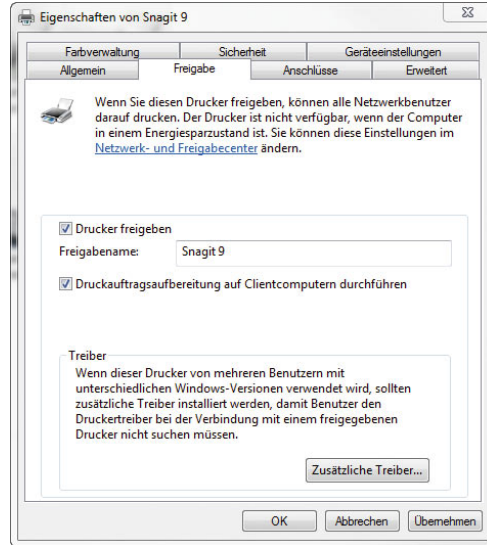 Eigenschaften von Snagit 9
Farbverwaltung Sicherheit Geräteeinstellungen
Allgemein Freigabe Anschlüsse Erweitert
Wenn Sie diesen Drucker freigeben, können alle Netzwerkbenutzer
darauf drucken. Der Drucker ist nicht verfügbar, wenn der Computer
in einem Energiesparzustand ist. Sie können diese Einstellungen im
Netzwerk- und Freigabecenter ändern.
Drucker freigeben
Freigabename: Snagit 9
Druckauftragsaufbereitung auf Clientcomputern durchführen
Treiber
Wenn dieser Drucker von mehreren Benutzern mit
unterschiedlichen Windows-Versionen verwendet wird, sollten
zusätzliche Treiber installiert werden, damit Benutzer den
Druckertreiber bei der Verbindung mit einem freigegebenen
Drucker nicht suchen müssen.
Zusätzliche Treiber...
OK Abbrechen Übernehmen